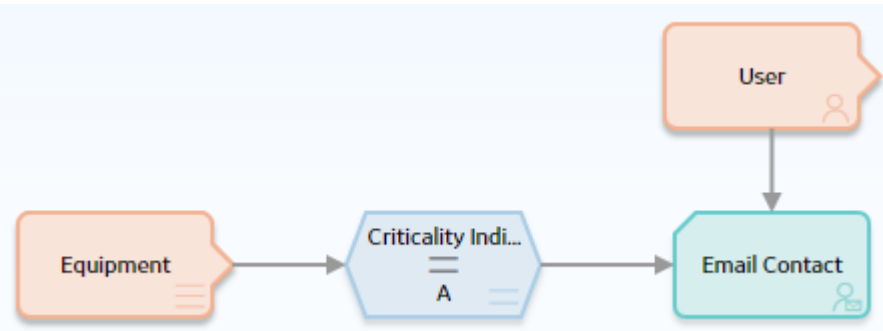 User
Criticality Indi...
=
A
Equipment
Email Contact